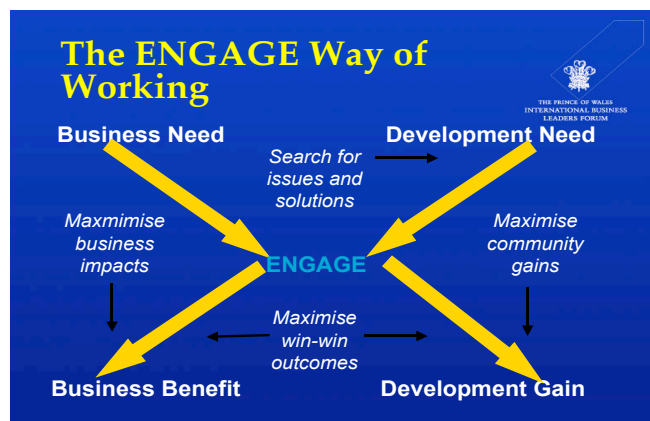 The ENGAGE Way of
Working
THE PRINCE OF WALES
INTERNATIONAL BUSINESS
LEADERS FORUM
Business Need
Development Need
Search for
issues and
solutions
Maxmimise
business
impacts
Maximise
community
gains
ENGAGE
Maximise
win-win
outcomes
Business Benefit
Development Gain